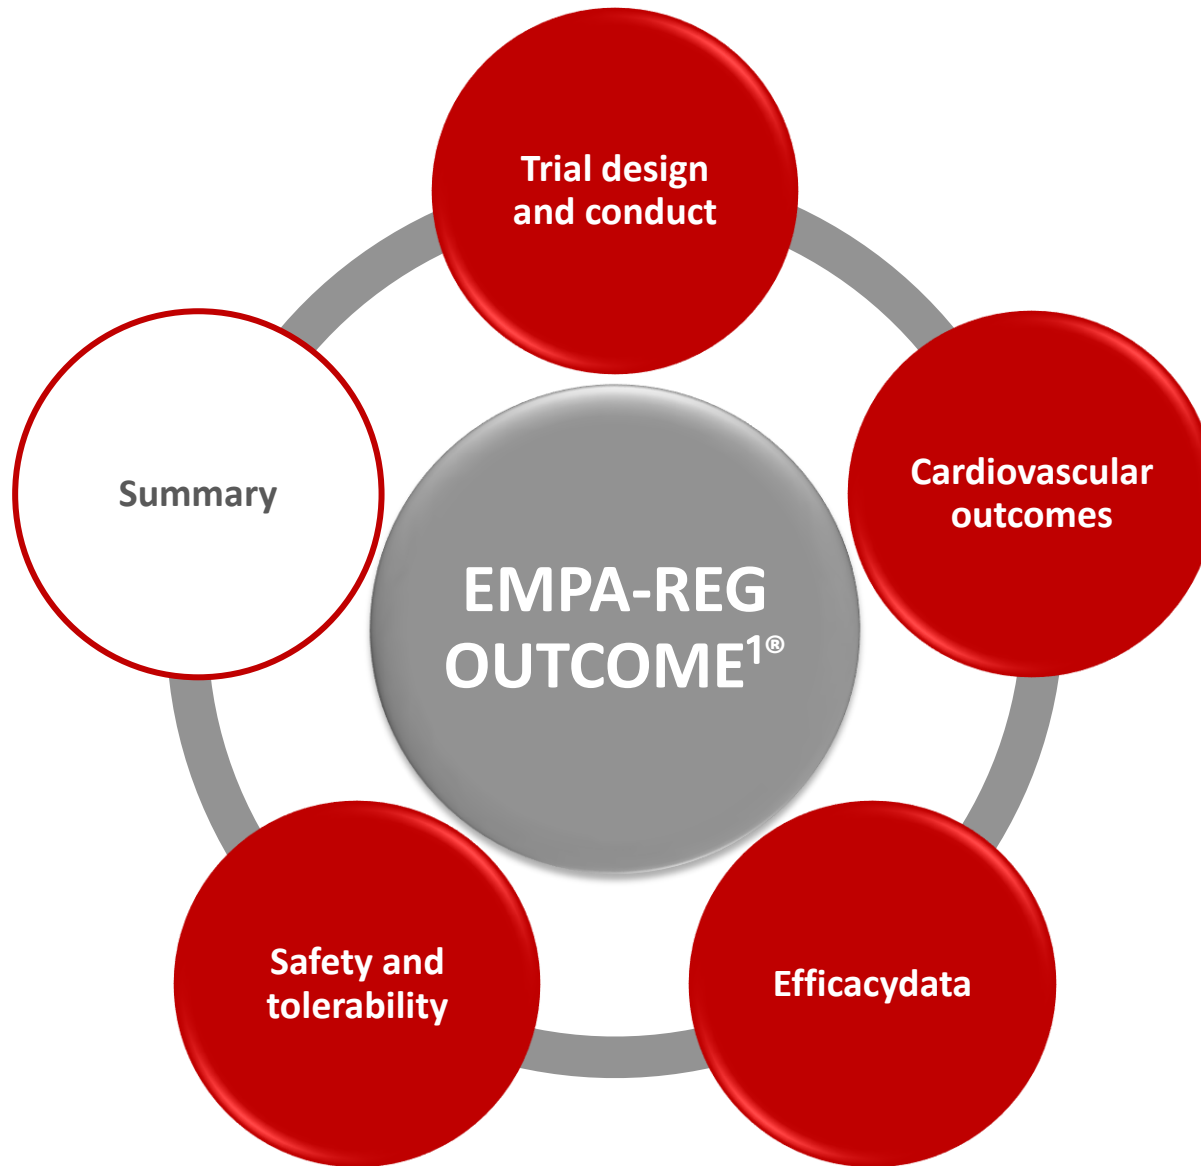 Trial design
and conduct
Cardiovascular
outcomes
Summary
EMPA-REG
OUTCOME¹®
Safety and
tolerability
Efficacydata